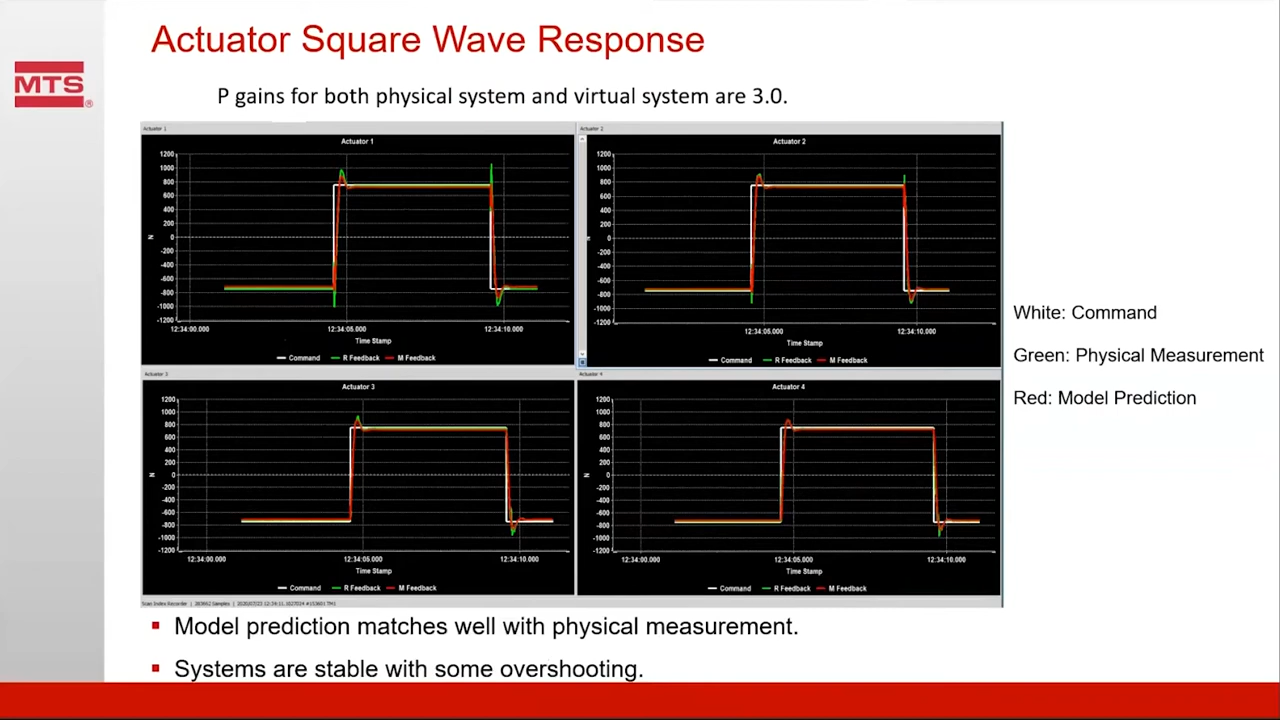 Actuator Square Wave Response
MTS
®
P gains for both physical system and virtual system are 3.0.
Actuator 1
Actuator 1
1200
1000
800
600
400
200
0
-200
-400
-600
-800
-1000
-1200
N
12:34:00.000 12:34:05.000 12:34:10.000
Time Stamp
Command R Feedback M Feedback
Actuator 2
Actuator 2
1200
1000
800
600
400
200
0
-200
-400
-600
-800
-1000
-1200
12:34:05.000 12:34:10.000
Time Stamp
Command R Feedback M Feedback
Actuator 3
Actuator 3
1200
1000
800
600
400
200
0
-200
-400
-600
-800
-1000
-1200
N
12:34:00.000 12:34:05.000 12:34:10.000
Time Stamp
Command R Feedback M Feedback
Actuator 4
Actuator 4
1200
1000
800
600
400
200
0
-200
-400
-600
-800
-1000
-1200
N
12:34:00.000 12:34:05.000 12:34:10.000
Time Stamp
Command R Feedback M Feedback
White: Command
Green: Physical Measurement
Red: Model Prediction
Scan Index Recorder
Model prediction matches well with physical measurement.
Systems are stable with some overshooting.